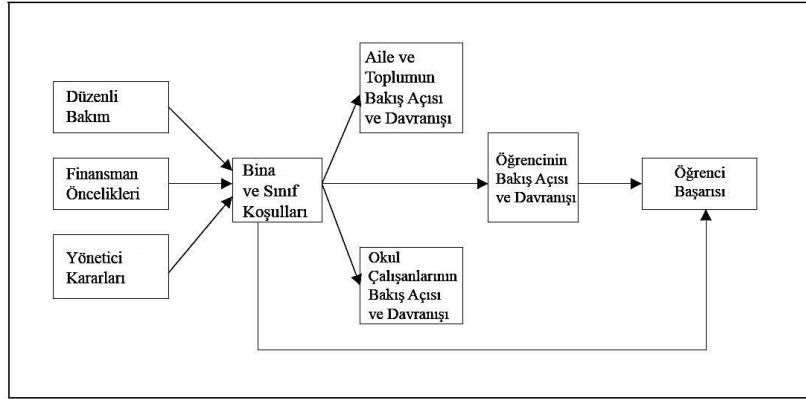 Düzenli
Bakım
Finansman
Öncelikleri
Yönetici
Kararları
Bina
ve Sınıf
Koşulları
Aile ve
Toplumun
Bakış Açısı
ve Davranışı
Okul
Çalışanlarının
Bakış Açısı
ve Davranışı
Öğrencinin
Bakış Açısı
ve Davranışı
Öğrenci
Başarısı